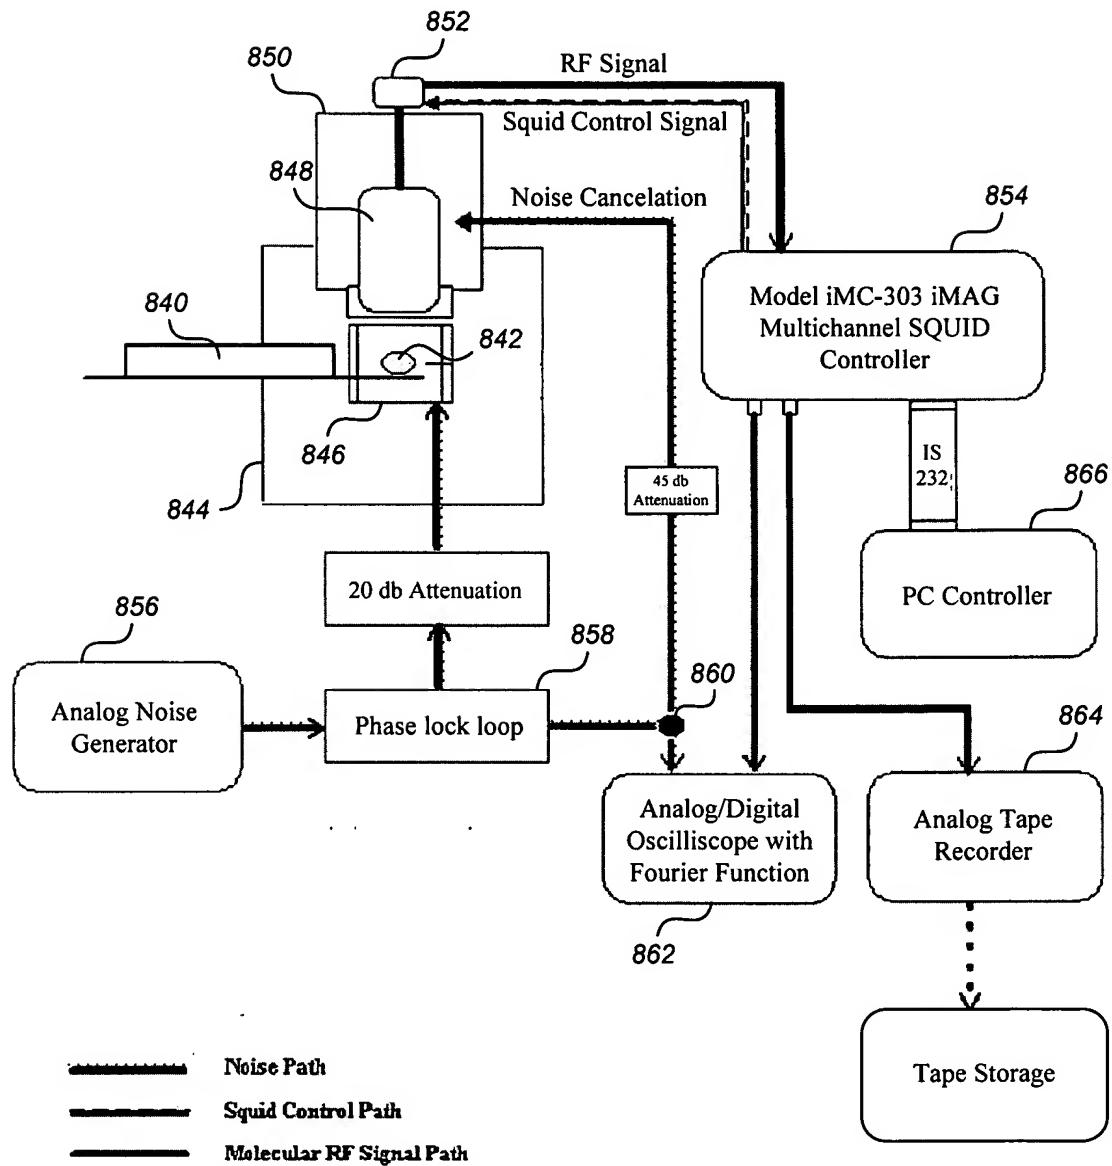 852
850
RF Signal
Squid Control Signal
848
Noise Cancelation
854
Model iMC-303 iMAG
Multichannel SQUID
Controller
840
842
846
844
IS
232
45 db
Attenuation
866
PC Controller
20 db Attenuation
856
858
860
Analog Noise
Generator
Phase lock loop
864
Analog/Digital
Oscilliscope with
Fourier Function
Analog Tape
Recorder
862
Tape Storage
Noise Path
Squid Control Path
Molecular RF Signal Path